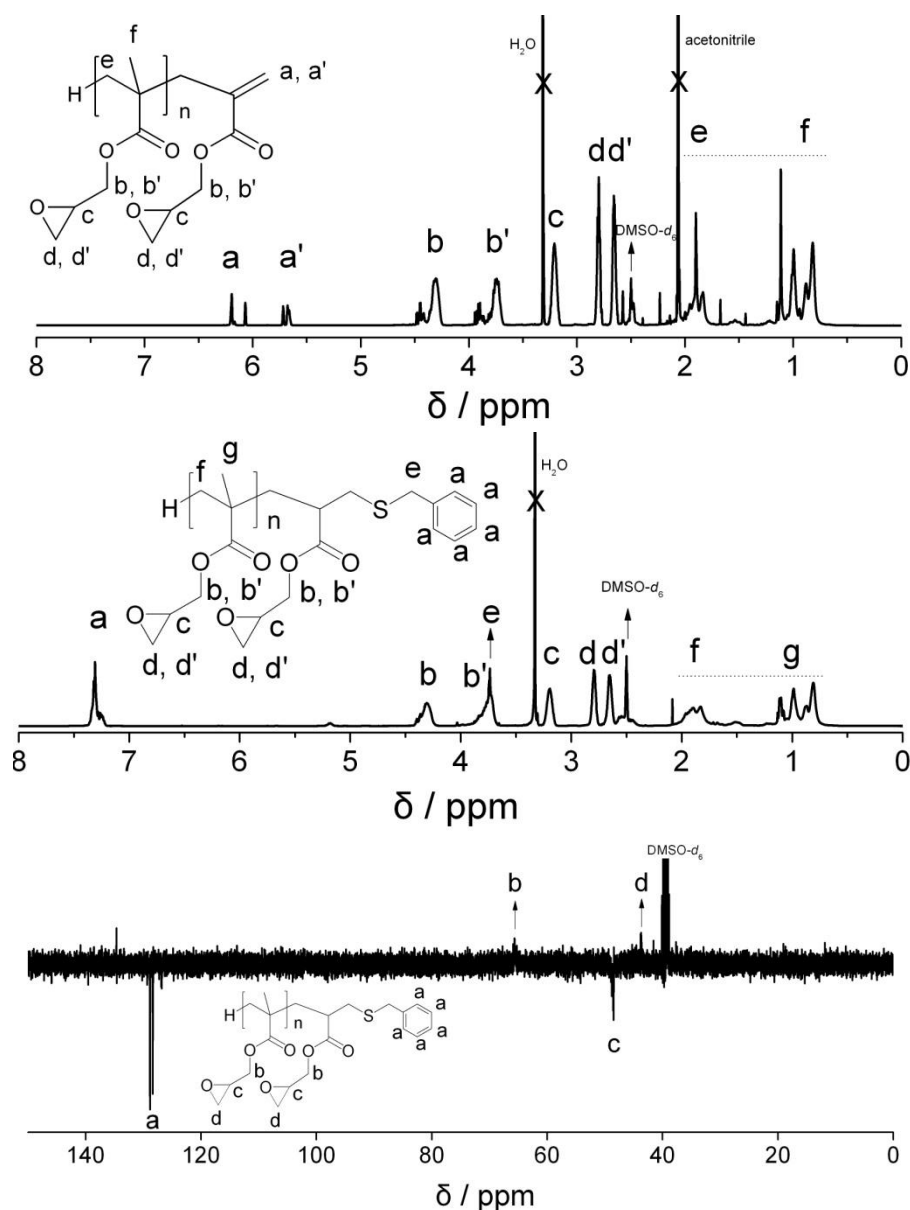 f
e
a, a'
H
n
O
O
O
O
b, b'
b, b'
O
c
O
c
d, d'
d, d'
a
a'
b
b'
H2O
c
d
d'
DMSO-d6
acetonitrile
e
f
8
7
6
5
4
3
2
1
0
δ / ppm
g
f
e
a
a
H
n
S
a
a
a
O
O
O
O
b, b'
b, b'
O
c
O
c
d, d'
d, d'
a
b
b'
e
H2O
c
d
d'
DMSO-d6
f
g
8
7
6
5
4
3
2
1
0
δ / ppm
DMSO-d6
b
d
a
c
H
n
S
a
a
a
a
a
O
O
O
O
b
b
O
c
O
c
d
d
140
120
100
80
60
40
20
0
δ / ppm